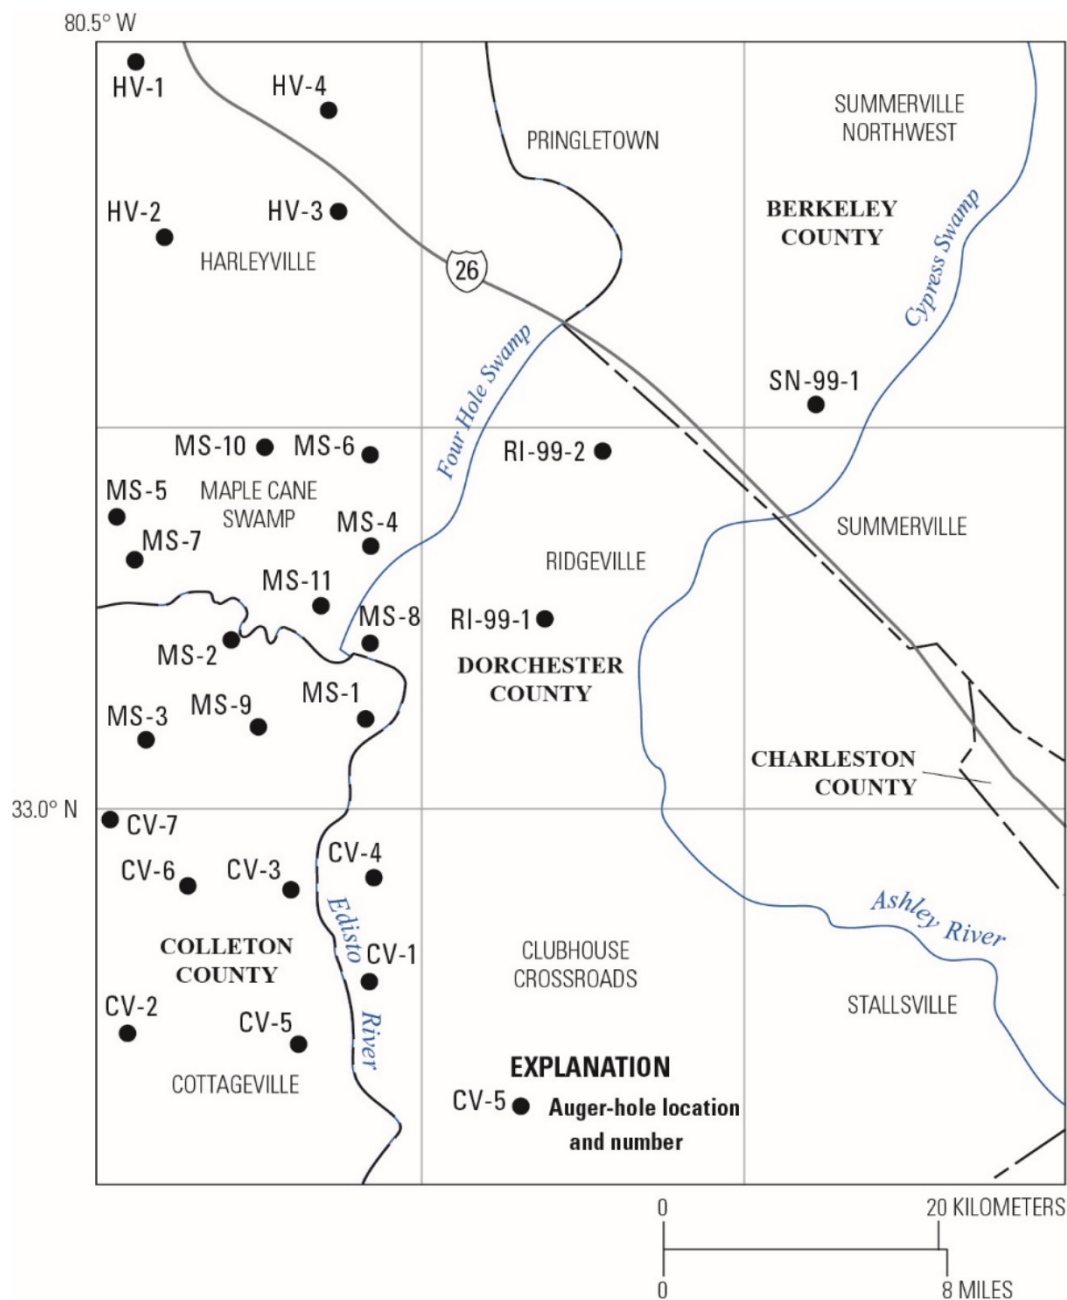 80.5° W
HV-1
HV-4
PRINGLETOWN
SUMMERVILLE
NORTHWEST
HV-2
HV-3
HARLEYVILLE
BERKELEY
COUNTY
Cypress Swamp
26
Four Hole Swamp
SN-99-1
MS-10
MS-6
RI-99-2
MS-5
MAPLE CANE
SWAMP
MS-7
MS-4
SUMMERVILLE
RIDGEVILLE
MS-11
MS-8
RI-99-1
MS-2
DORCHESTER
COUNTY
MS-3
MS-9
MS-1
CHARLESTON
COUNTY
33.0° N
CV-7
CV-6
CV-3
CV-4
Edisto
River
Ashley River
COLLETON
COUNTY
CV-1
CLUBHOUSE
CROSSROADS
STALLSVILLE
CV-2
CV-5
COTTAGEVILLE
EXPLANATION
CV-5
Auger-hole location
and number
0
20 KILOMETERS
0
8 MILES